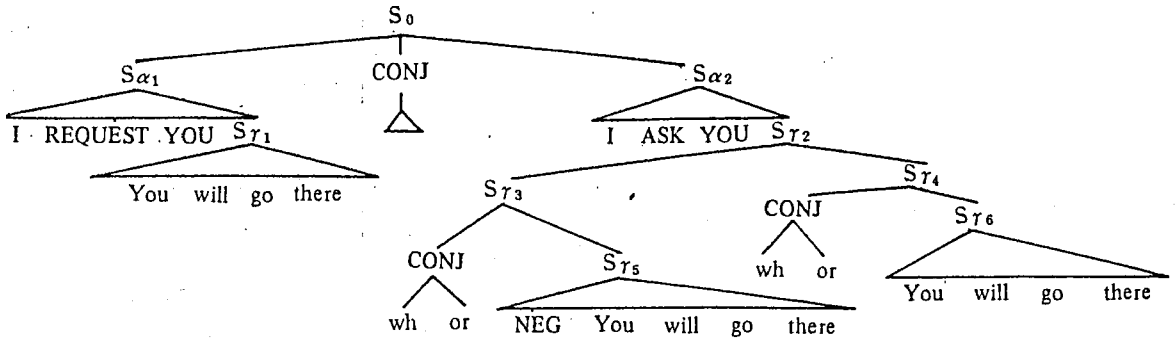 S₀
Sα₁ CONJ Sα₂
I REQUEST YOU Sγ₁ I ASK YOU Sγ₂
You will go there Sγ₃ Sγ₄
CONJ Sγ₆
CONJ Sγ₅ wh or You will go there
wh or NEG You will go there